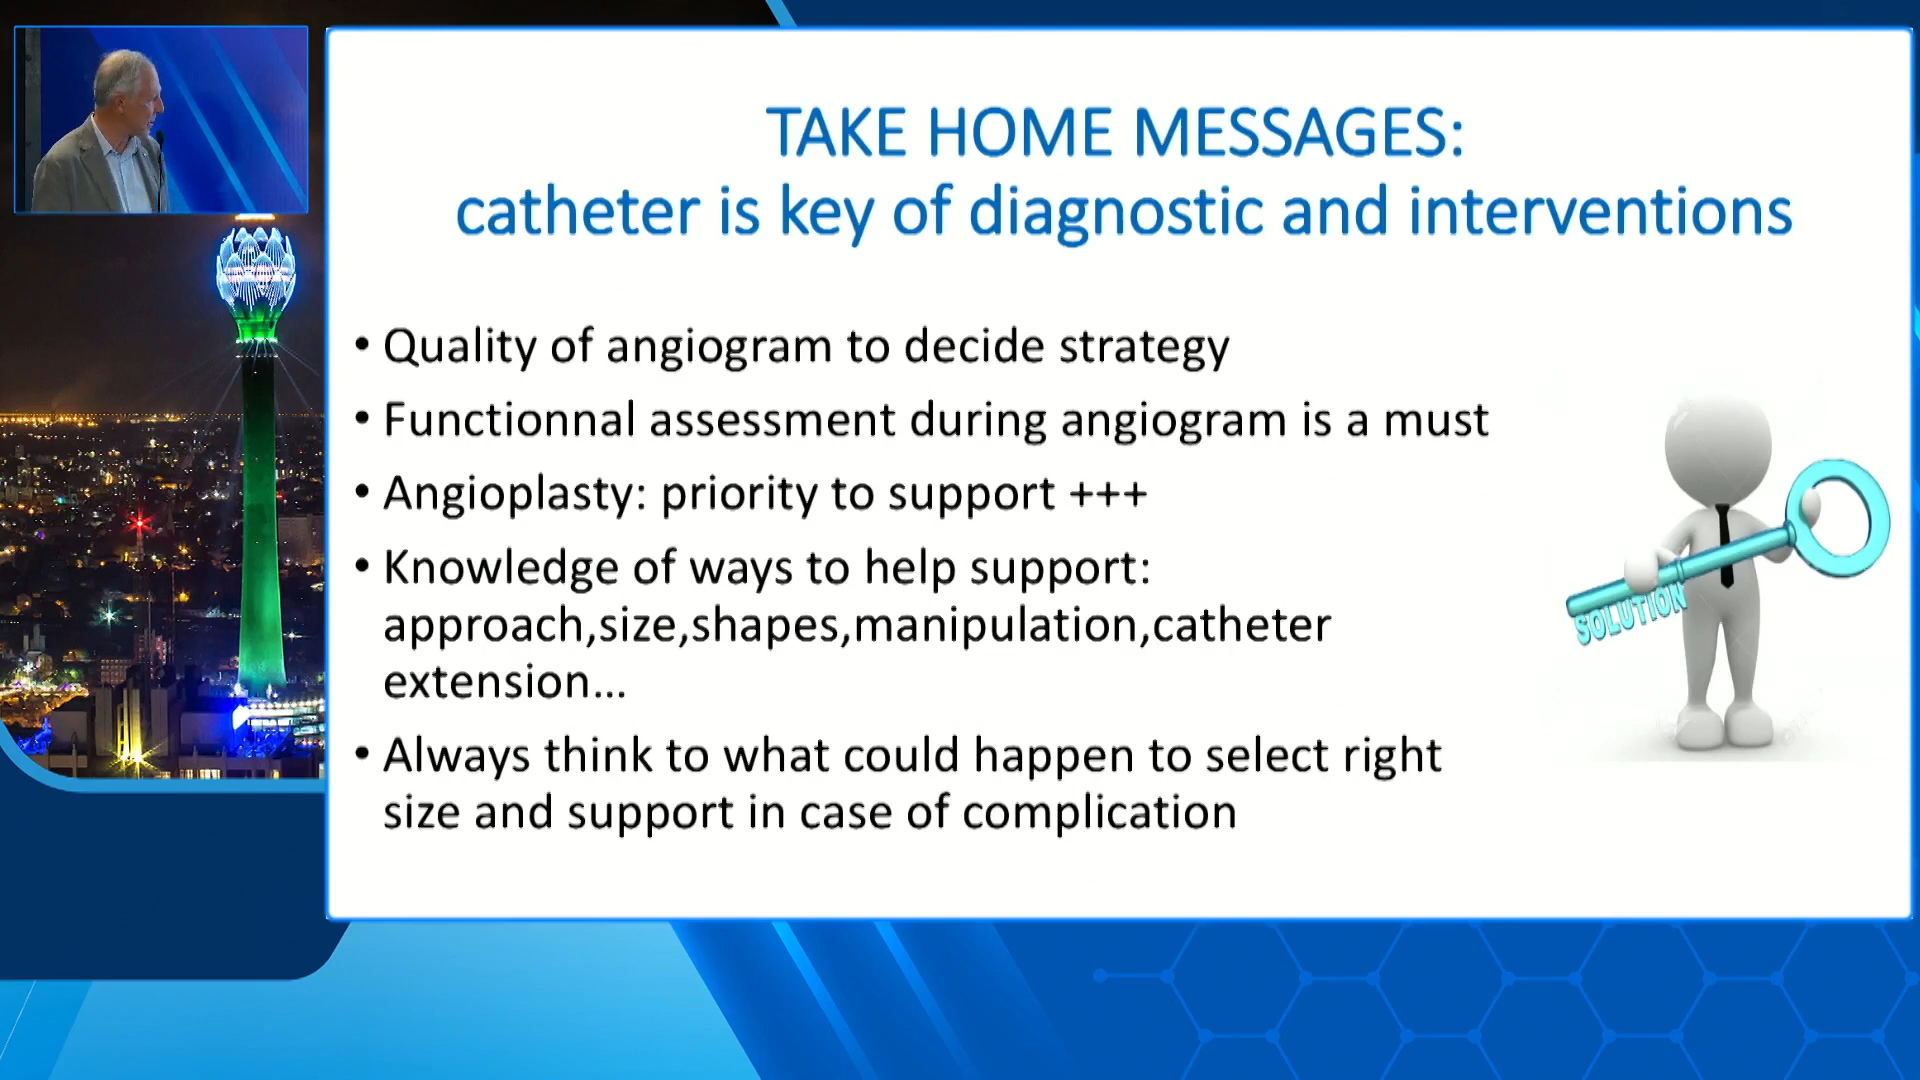 TAKE HOME MESSAGES:
catheter is key of diagnostic and interventions
• Quality of angiogram to decide strategy
• Functionnal assessment during angiogram is a must
• Angioplasty: priority to support +++
• Knowledge of ways to help support:
approach,size,shapes,manipulation,catheter
extension...
• Always think to what could happen to select right
size and support in case of complication
SOLUTION